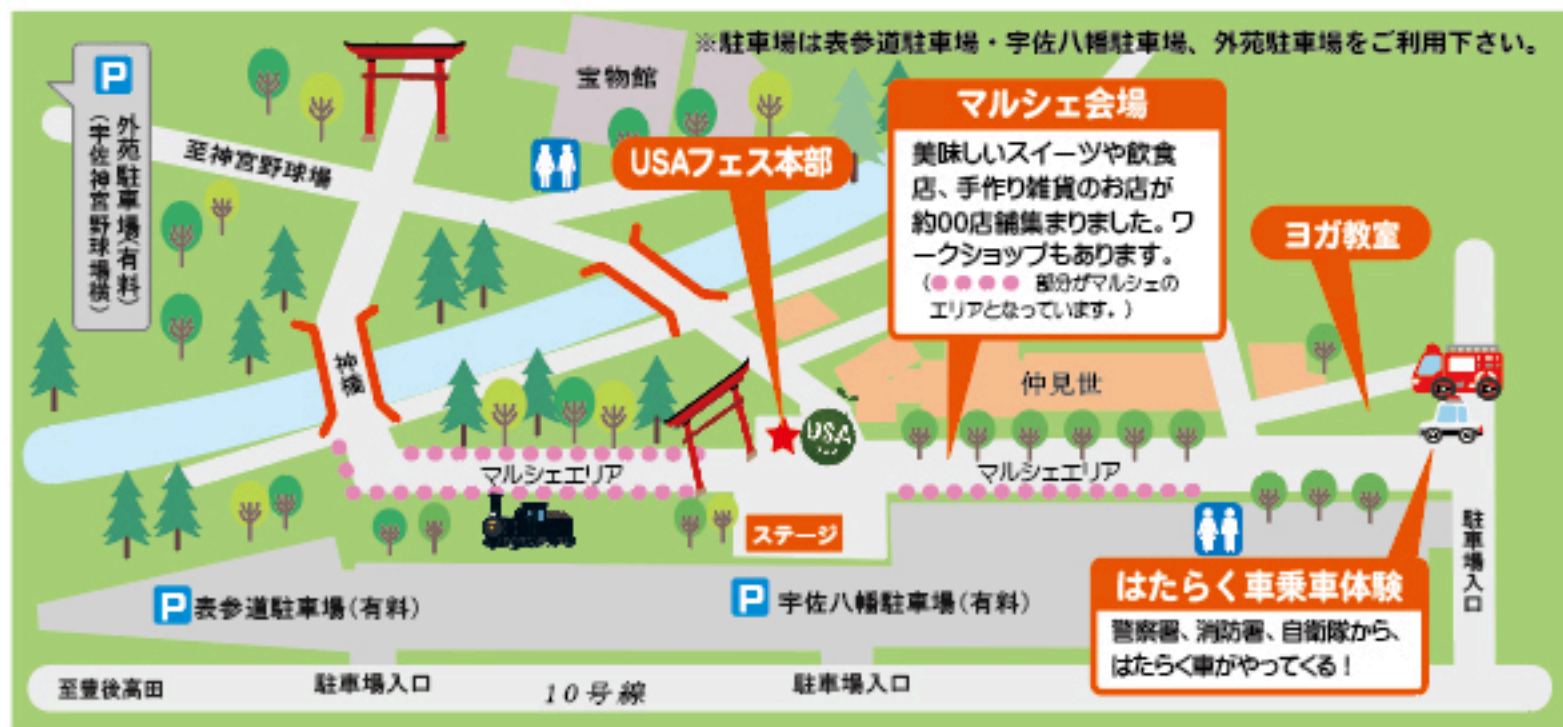 ※駐車場は表参道駐車場・宇佐八幡駐車場、外苑駐車場をご利用下さい。
P
外苑駐車場(有料)
(宇佐神宮野球場横)
至神宮野球場
宝物館
USAフェス本部
マルシェ会場
美味しいスイーツや飲食
店、手作り雑貨のお店が
約00店舗集まりました。ワ
ークショップもあります。
(●●●● 部分がマルシェの
エリアとなっています。)
ヨガ教室
仲見世
USA
マルシェエリア
マルシェエリア
ステージ
P 表参道駐車場(有料)
P 宇佐八幡駐車場(有料)
はたらく車乗車体験
警察署、消防署、自衛隊から、
はたらく車がやってくる!
駐車場入口
至豊後高田
駐車場入口
10号線
駐車場入口